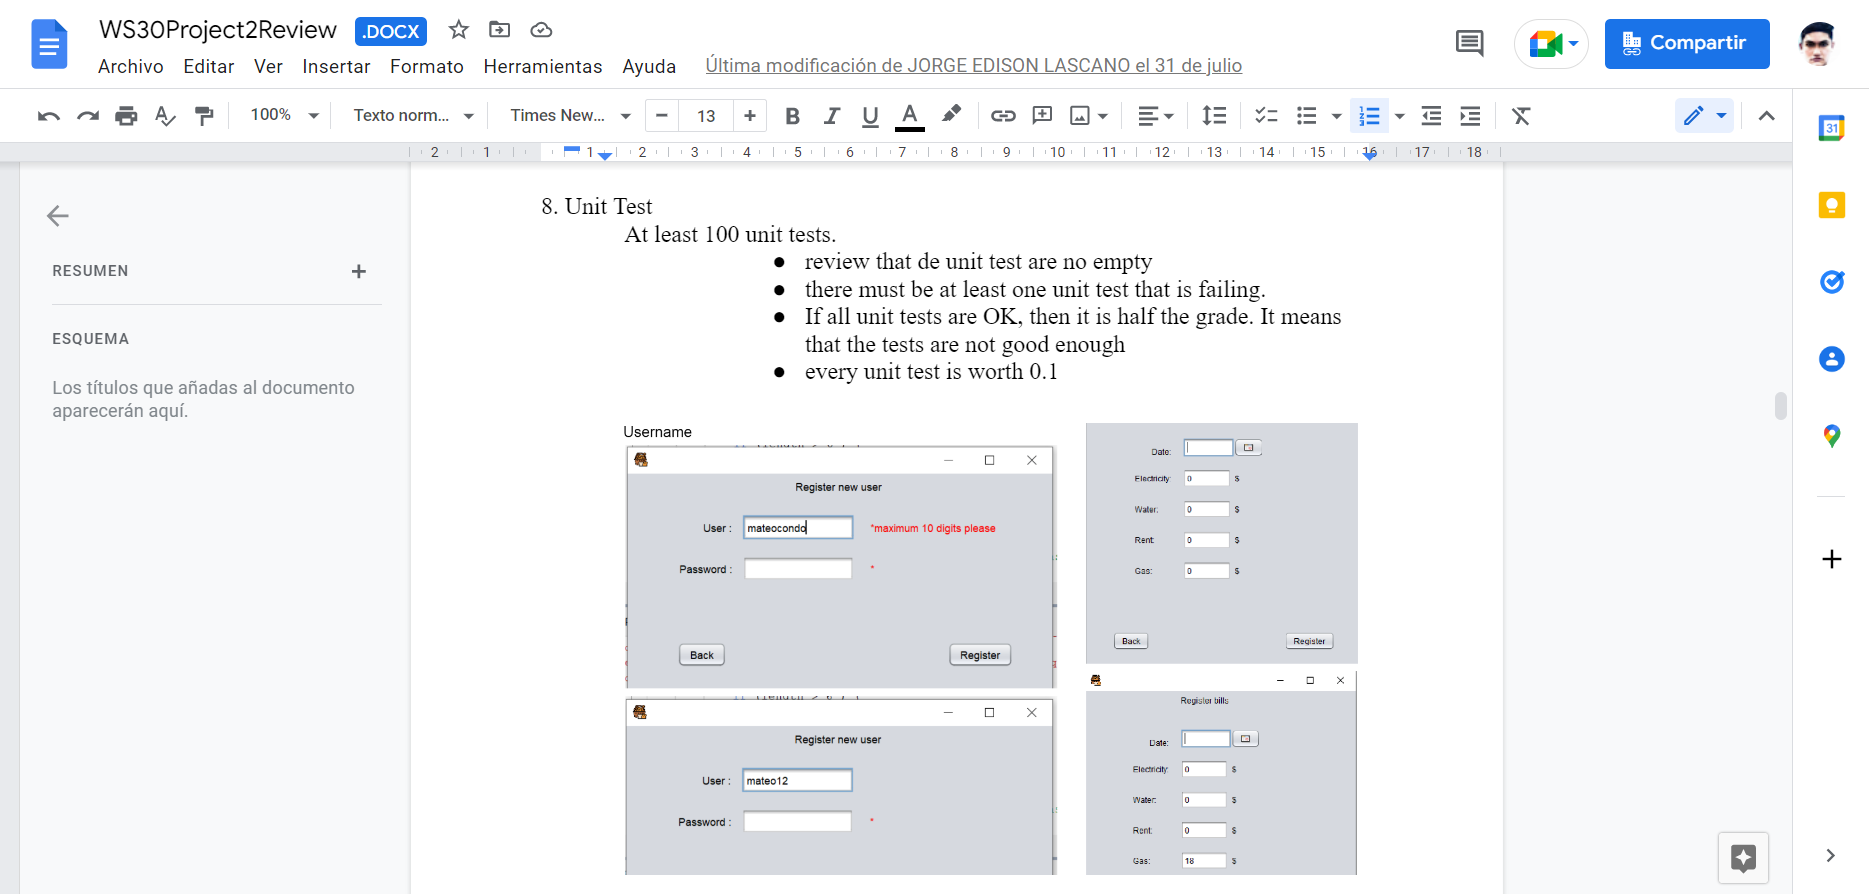 WS30Project2Review .DOCX
Archivo Editar Ver Insertar Formato Herramientas Ayuda Última modificación de JORGE EDISON LASCANO el 31 de julio
Compartir
100% Texto norm... Times New... 13
2 1 1 2 3 4 5 6 7 8 9 10 11 12 13 14 15 16 17 18
31
RESUMEN
ESQUEMA
Los títulos que añadas al documento
aparecerán aquí.
8. Unit Test
At least 100 unit tests.
● review that de unit test are no empty
● there must be at least one unit test that is failing.
● If all unit tests are OK, then it is half the grade. It means
that the tests are not good enough
● every unit test is worth 0.1
Username
Register new user
User : mateocondo *maximum 10 digits please
Password : *
Back Register
Register new user
User : mateo12
Password : *
Date:
Electricity: 0 $
Water: 0 $
Rent: 0 $
Gas: 0 $
Back Register
Register bills
Date:
Electricity: 0 $
Water: 0 $
Rent: 0 $
Gas: 18 $